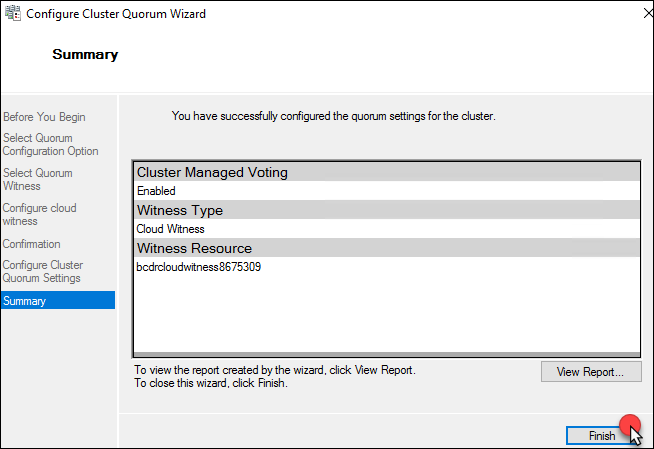 Configure Cluster Quorum Wizard
Summary
Before You Begin
Select Quorum
Configuration Option
Select Quorum
Witness
Configure cloud
witness
Confirmation
Configure Cluster
Quorum Settings
Summary
You have successfully configured the quorum settings for the cluster.
Cluster Managed Voting
Enabled
Witness Type
Cloud Witness
Witness Resource
bcdrcloudwitness8675309
To view the report created by the wizard, click View Report.
To close this wizard, click Finish.
View Report...
Finish